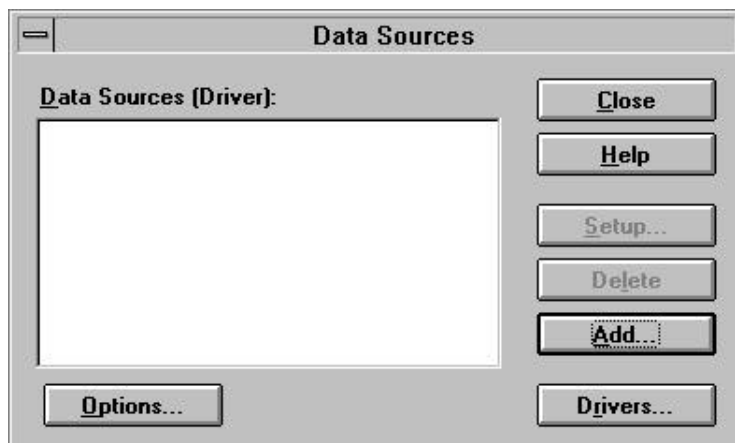 Data Sources
Data Sources (Driver):
Close
Help
Setup...
Delete
Add...
Options...
Drivers...